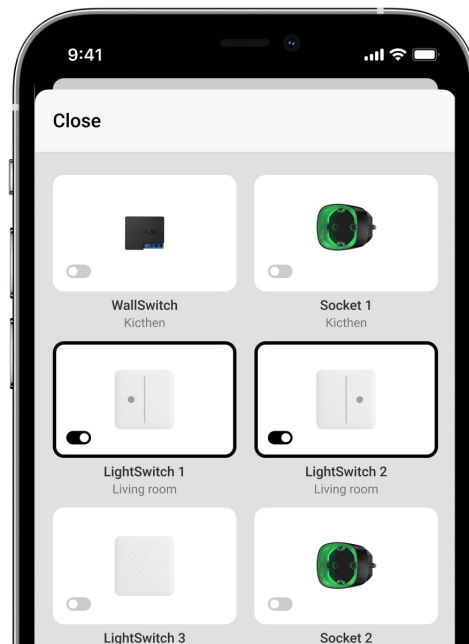 9:41
Close
AJAX
WallSwitch
Kicthen
Socket 1
Kicthen
LightSwitch 1
Living room
LightSwitch 2
Living room
LightSwitch 3
Socket 2